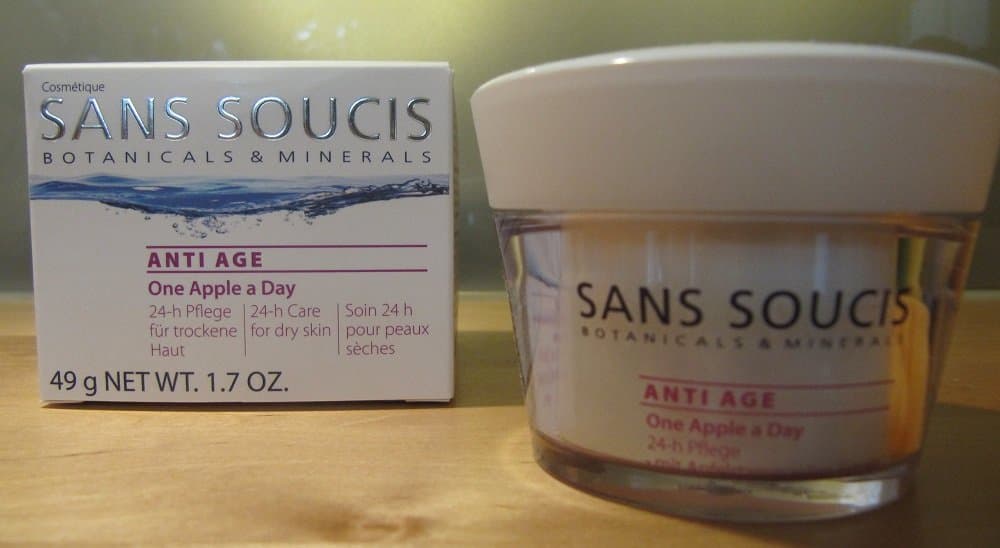 Cosmétique
SANS SOUCIS
BOTANICALS & MINERALS
ANTI AGE
One Apple a Day
24-h Pflege
für trockene
Haut
24-h Care
for dry skin
Soin 24 h
pour peaux
sèches
49 g NET WT. 1.7 OZ.
SANS SOUCIS
BOTANICALS & MINERALS
ANTI AGE
One Apple a Day
24-h Pflege